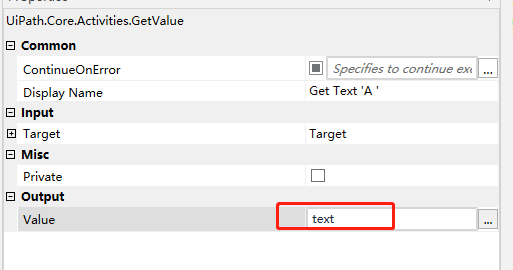 UiPath.Core.Activities.GetValue
Common
ContinueOnError Specifies to continue exe ...
Display Name Get Text 'A '
Input
Target Target
Misc
Private
Output
Value text ...